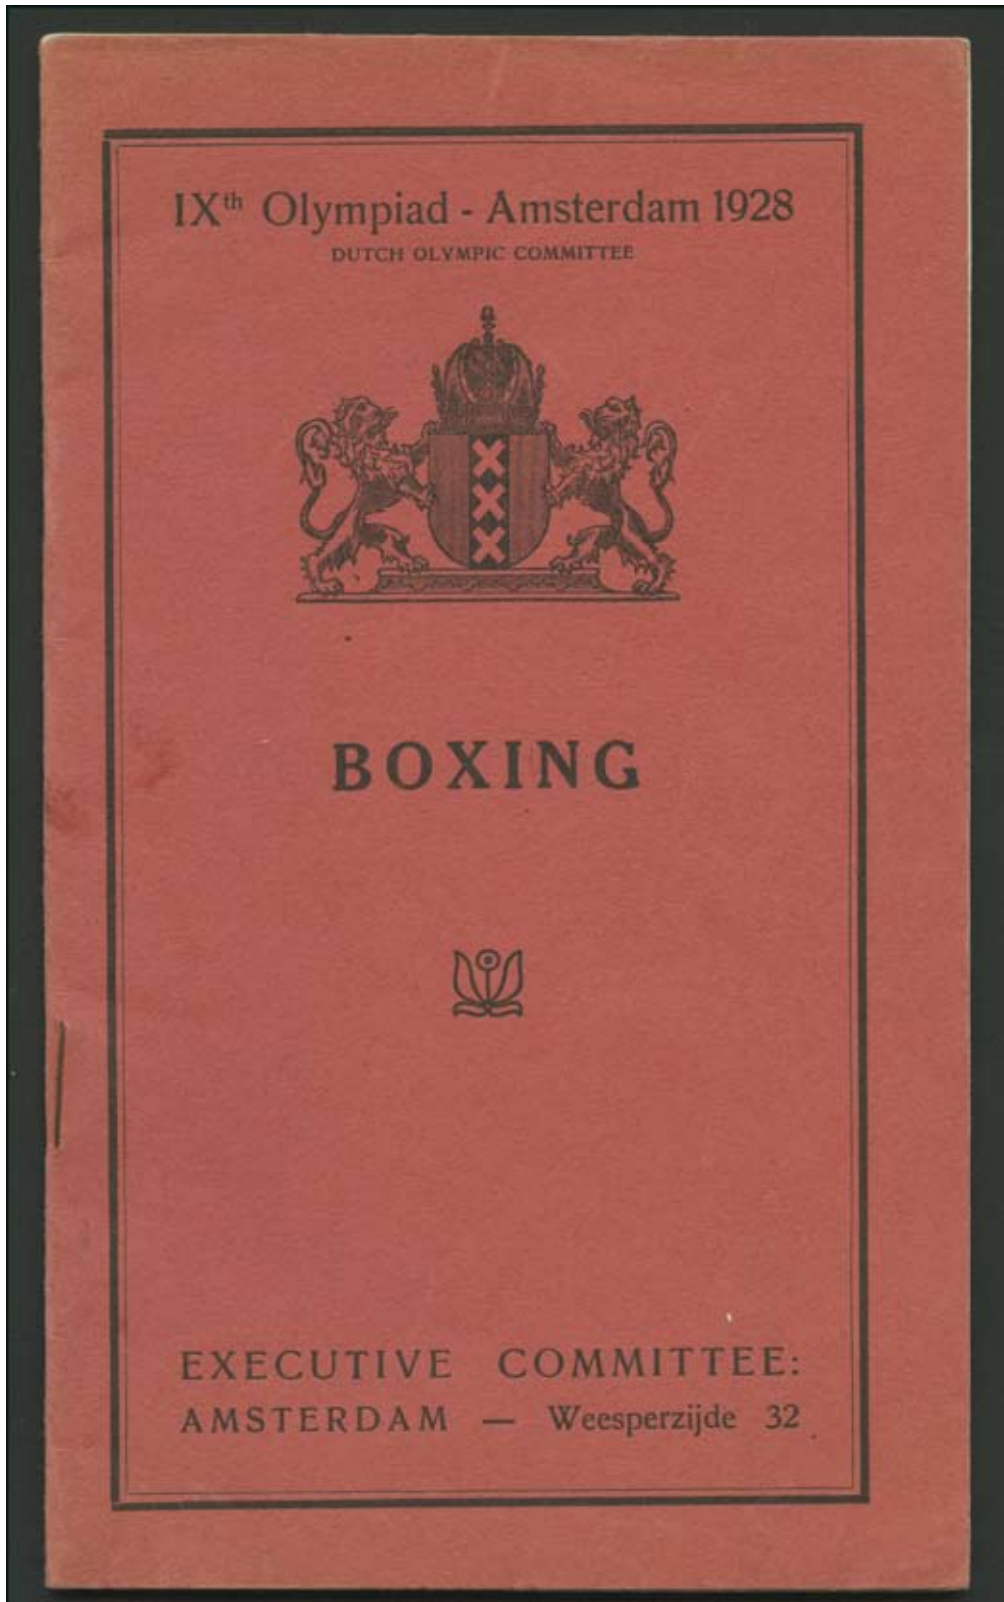 IXth Olympiad - Amsterdam 1928
DUTCH OLYMPIC COMMITTEE
BOXING
EXECUTIVE COMMITTEE:
AMSTERDAM — Weesperzijde 32